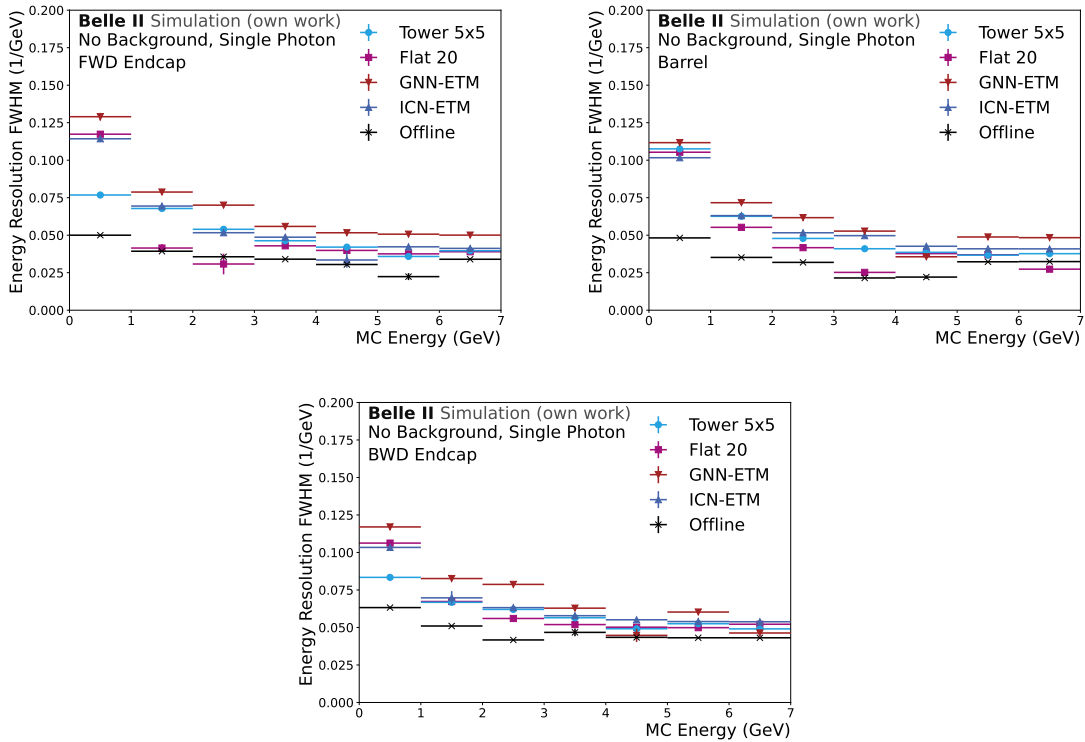 Belle II Simulation (own work)
No Background, Single Photon
FWD Endcap
Tower 5x5
Flat 20
GNN-ETM
ICN-ETM
Offline
Energy Resolution FWHM (1/GeV)
0.200
0.175
0.150
0.125
0.100
0.075
0.050
0.025
0.000
0 1 2 3 4 5 6 7
MC Energy (GeV)
Belle II Simulation (own work)
No Background, Single Photon
Barrel
Tower 5x5
Flat 20
GNN-ETM
ICN-ETM
Offline
Energy Resolution FWHM (1/GeV)
0.200
0.175
0.150
0.125
0.100
0.075
0.050
0.025
0.000
0 1 2 3 4 5 6 7
MC Energy (GeV)
Belle II Simulation (own work)
No Background, Single Photon
BWD Endcap
Tower 5x5
Flat 20
GNN-ETM
ICN-ETM
Offline
Energy Resolution FWHM (1/GeV)
0.200
0.175
0.150
0.125
0.100
0.075
0.050
0.025
0.000
0 1 2 3 4 5 6 7
MC Energy (GeV)